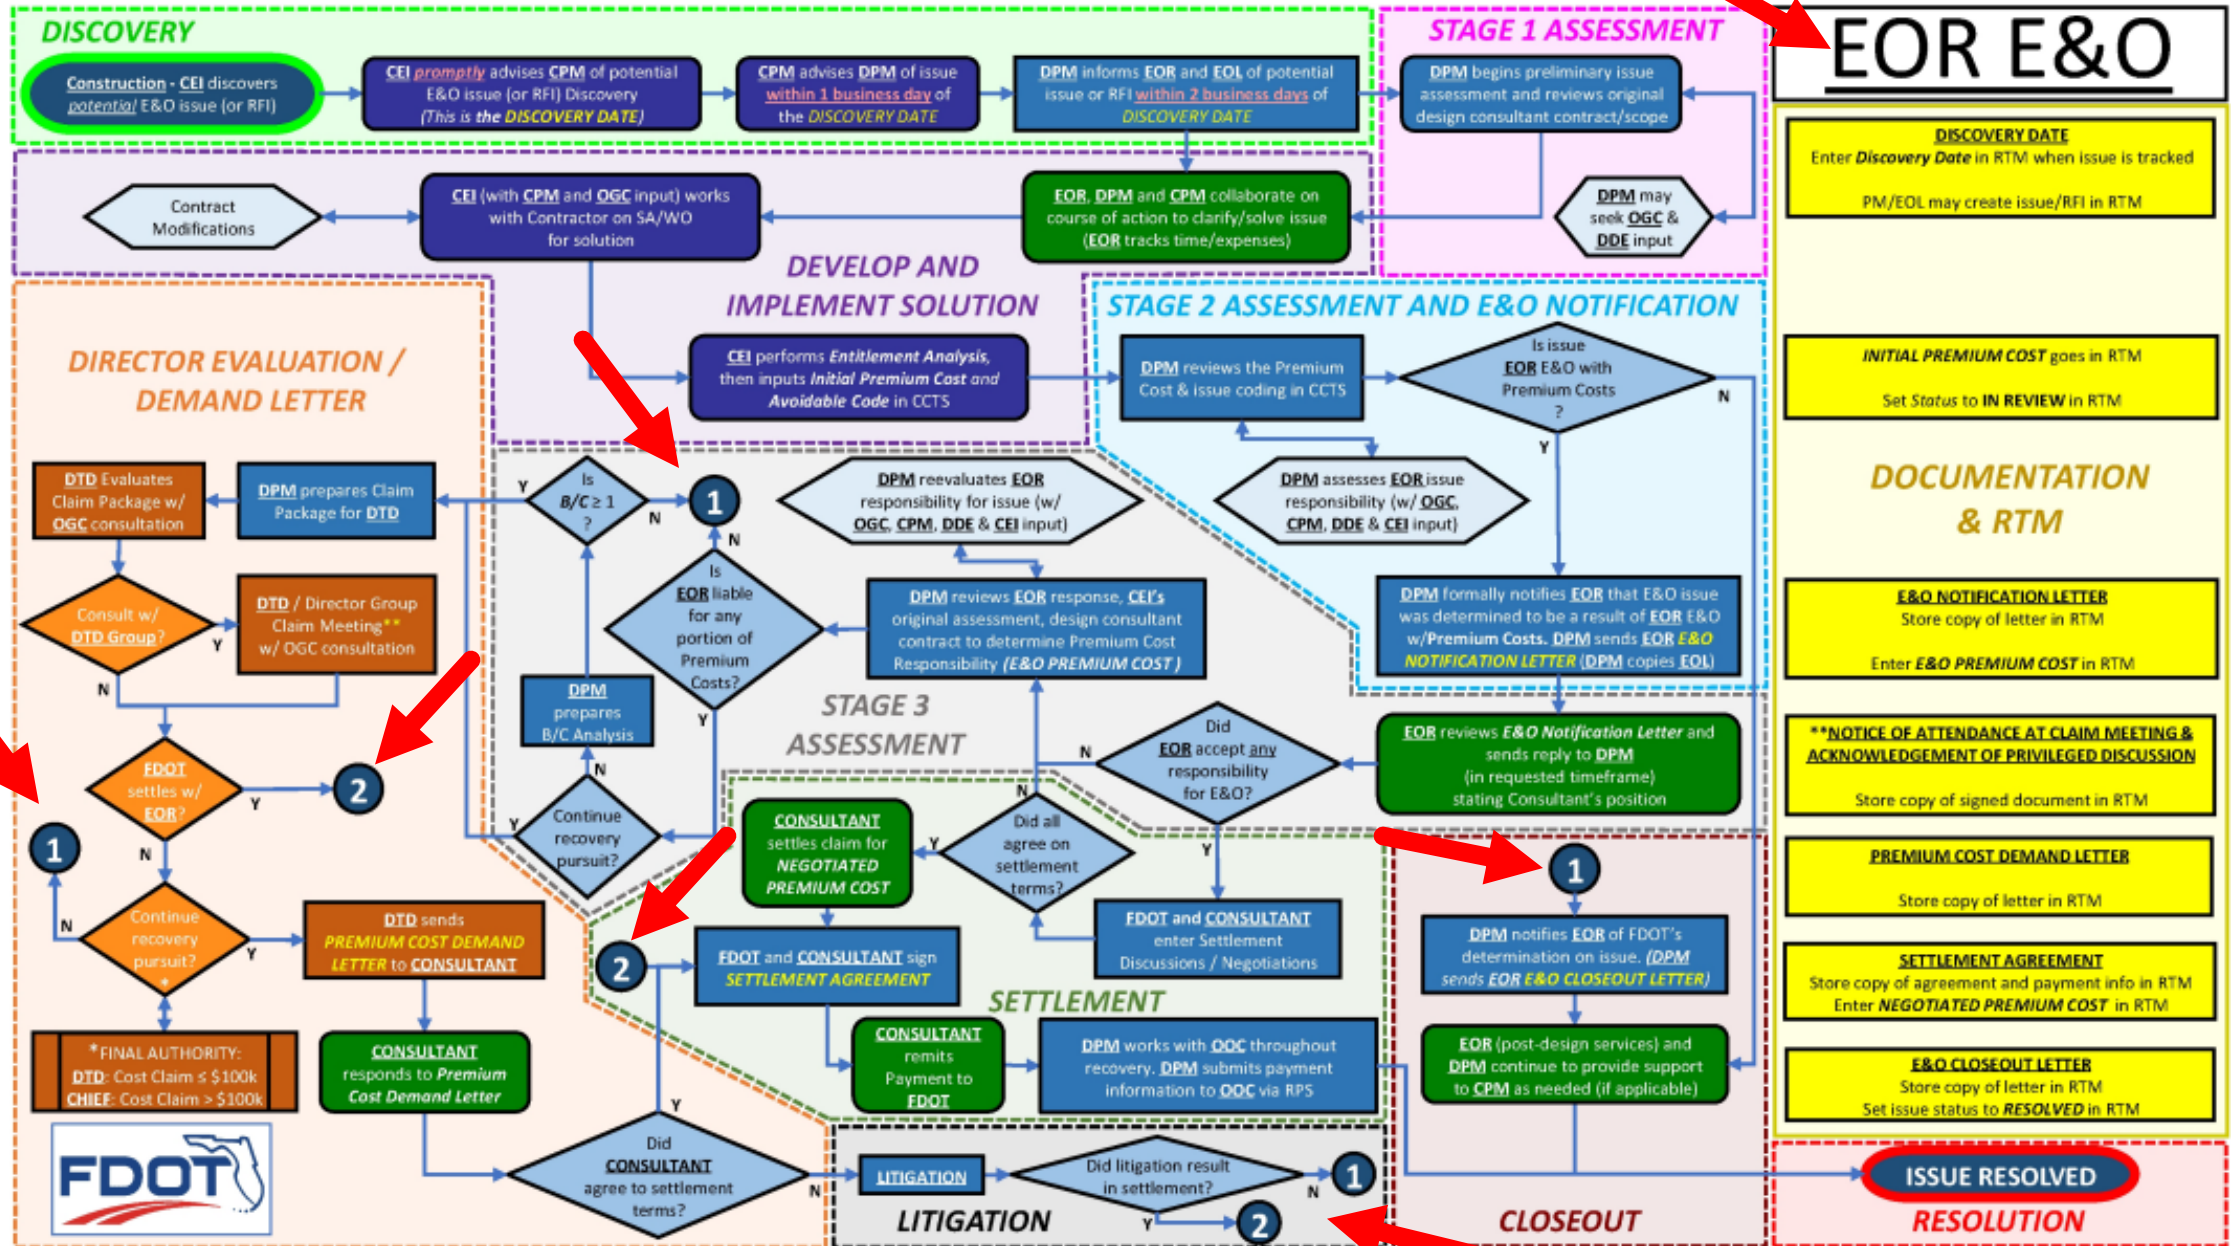 DISCOVERY
Construction - CEI discovers
potential E&O issue (or RFI)
CEI promptly advises CPM of potential
E&O issue (or RFI) Discovery
(This is the DISCOVERY DATE)
CPM advises DPM of issue
within 1 business day of
the DISCOVERY DATE
DPM informs EOR and EOL of potential
issue or RFI within 2 business days of
DISCOVERY DATE
STAGE 1 ASSESSMENT
DPM begins preliminary issue
assessment and reviews original
design consultant contract/scope
DPM may
seek OGC &
DDE input
EOR E&O
Contract
Modifications
CEI (with CPM and OGC input) works
with Contractor on SA/WO
for solution
EOR, DPM and CPM collaborate on
course of action to clarify/solve issue
(EOR tracks time/expenses)
DEVELOP AND
IMPLEMENT SOLUTION
CEI performs Entitlement Analysis,
then inputs Initial Premium Cost and
Avoidable Code in CCTS
STAGE 2 ASSESSMENT AND E&O NOTIFICATION
DPM reviews the Premium
Cost & issue coding in CCTS
Is issue
EOR E&O with
Premium Costs
?
N
Y
DPM assesses EOR issue
responsibility (w/ OGC,
CPM, DDE & CEI input)
DPM formally notifies EOR that E&O issue
was determined to be a result of EOR E&O
w/Premium Costs. DPM sends EOR E&O
NOTIFICATION LETTER (DPM copies EOL)
STAGE 3
ASSESSMENT
EOR reviews E&O Notification Letter and
sends reply to DPM
(in requested timeframe)
stating Consultant's position
Did
EOR accept any
responsibility
for E&O?
N
Y
DPM reevaluates EOR
responsibility for issue (w/
OGC, CPM, DDE & CEI input)
DPM reviews EOR response, CEI's
original assessment, design consultant
contract to determine Premium Cost
Responsibility (E&O PREMIUM COST )
Is
EOR liable
for any
portion of
Premium
Costs?
N
Y
1
Is
B/C ≥ 1
?
Y
N
DPM
prepares
B/C Analysis
N
Continue
recovery
pursuit?
Y
DIRECTOR EVALUATION /
DEMAND LETTER
DTD Evaluates
Claim Package w/
OGC consultation
DPM prepares Claim
Package for DTD
Consult w/
DTD Group?
Y
N
DTD / Director Group
Claim Meeting**
w/ OGC consultation
FDOT
settles w/
EOR?
Y
2
N
1
Continue
recovery
pursuit?
*
N
Y
DTD sends
PREMIUM COST DEMAND
LETTER to CONSULTANT
*FINAL AUTHORITY:
DTD: Cost Claim ≤ $100k
CHIEF: Cost Claim > $100k
CONSULTANT
responds to Premium
Cost Demand Letter
Did
CONSULTANT
agree to settlement
terms?
Y
N
FDOT
SETTLEMENT
CONSULTANT
settles claim for
NEGOTIATED
PREMIUM COST
Did all
agree on
settlement
terms?
N
Y
FDOT and CONSULTANT
enter Settlement
Discussions / Negotiations
2
FDOT and CONSULTANT sign
SETTLEMENT AGREEMENT
CONSULTANT
remits
Payment to
FDOT
DPM works with OOC throughout
recovery. DPM submits payment
information to OOC via RPS
LITIGATION
Did litigation result
in settlement?
N
1
Y
2
LITIGATION
1
DPM notifies EOR of FDOT's
determination on issue. (DPM
sends EOR E&O CLOSEOUT LETTER)
EOR (post-design services) and
DPM continue to provide support
to CPM as needed (if applicable)
CLOSEOUT
DISCOVERY DATE
Enter Discovery Date in RTM when issue is tracked
PM/EOL may create issue/RFI in RTM
INITIAL PREMIUM COST goes in RTM
Set Status to IN REVIEW in RTM
DOCUMENTATION
& RTM
E&O NOTIFICATION LETTER
Store copy of letter in RTM
Enter E&O PREMIUM COST in RTM
**NOTICE OF ATTENDANCE AT CLAIM MEETING &
ACKNOWLEDGEMENT OF PRIVILEGED DISCUSSION
Store copy of signed document in RTM
PREMIUM COST DEMAND LETTER
Store copy of letter in RTM
SETTLEMENT AGREEMENT
Store copy of agreement and payment info in RTM
Enter NEGOTIATED PREMIUM COST in RTM
E&O CLOSEOUT LETTER
Store copy of letter in RTM
Set issue status to RESOLVED in RTM
ISSUE RESOLVED
RESOLUTION